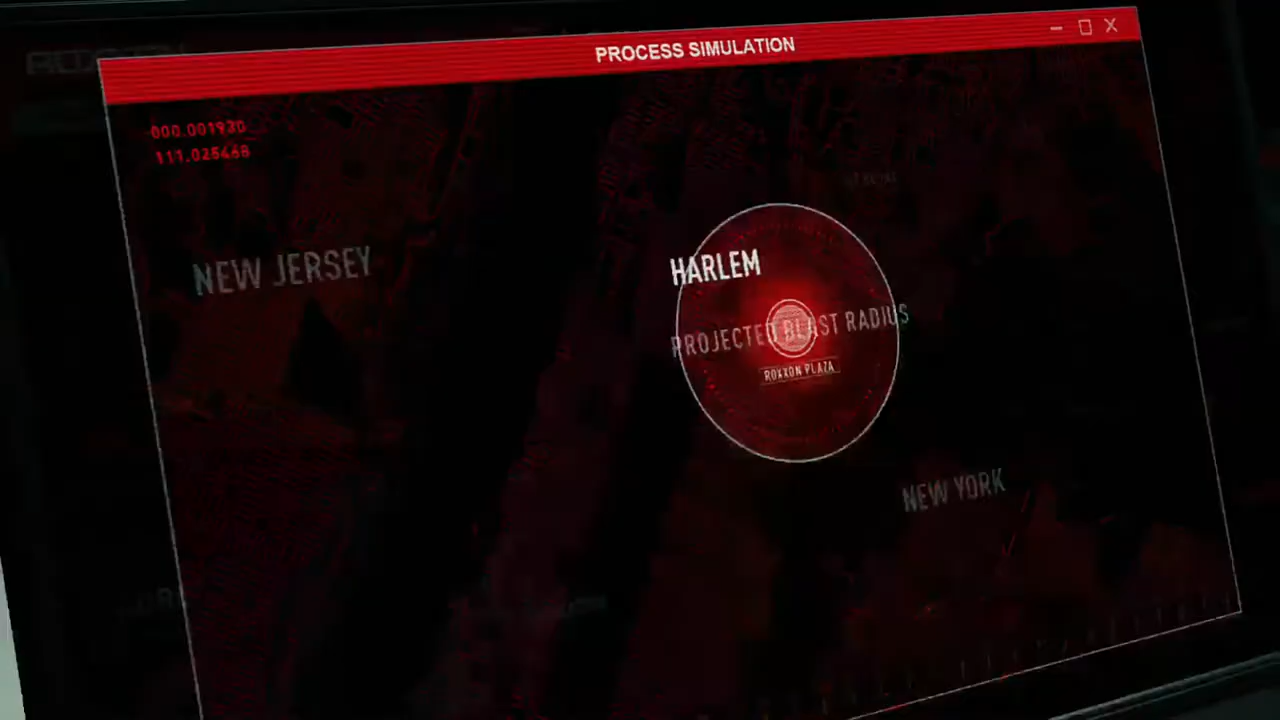 PROCESS SIMULATION
000.001930
111.025468
NEW JERSEY
HARLEM
PROJECTED BLAST RADIUS
ROXXON PLAZA
NEW YORK